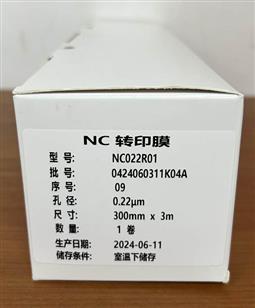 NC 转印膜
型 号: NC022R01
批 号: 0424060311K04A
序 号: 09
孔 径: 0.22μm
尺 寸: 300mm x 3m
数 量: 1 卷
生产日期: 2024-06-11
储存条件: 室温下储存